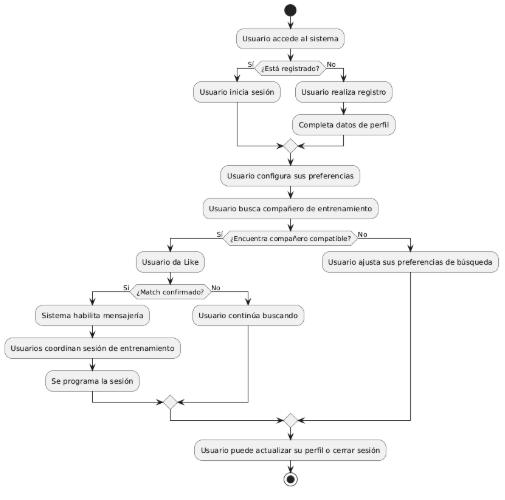 Usuario accede al sistema
¿Está registrado?
Sí
No
Usuario inicia sesión
Usuario realiza registro
Completa datos de perfil
Usuario configura sus preferencias
Usuario busca compañero de entrenamiento
¿Encuentra compañero compatible?
Sí
No
Usuario da Like
Usuario ajusta sus preferencias de búsqueda
¿Match confirmado?
Sí
No
Sistema habilita mensajería
Usuario continúa buscando
Usuarios coordinan sesión de entrenamiento
Se programa la sesión
Usuario puede actualizar su perfil o cerrar sesión